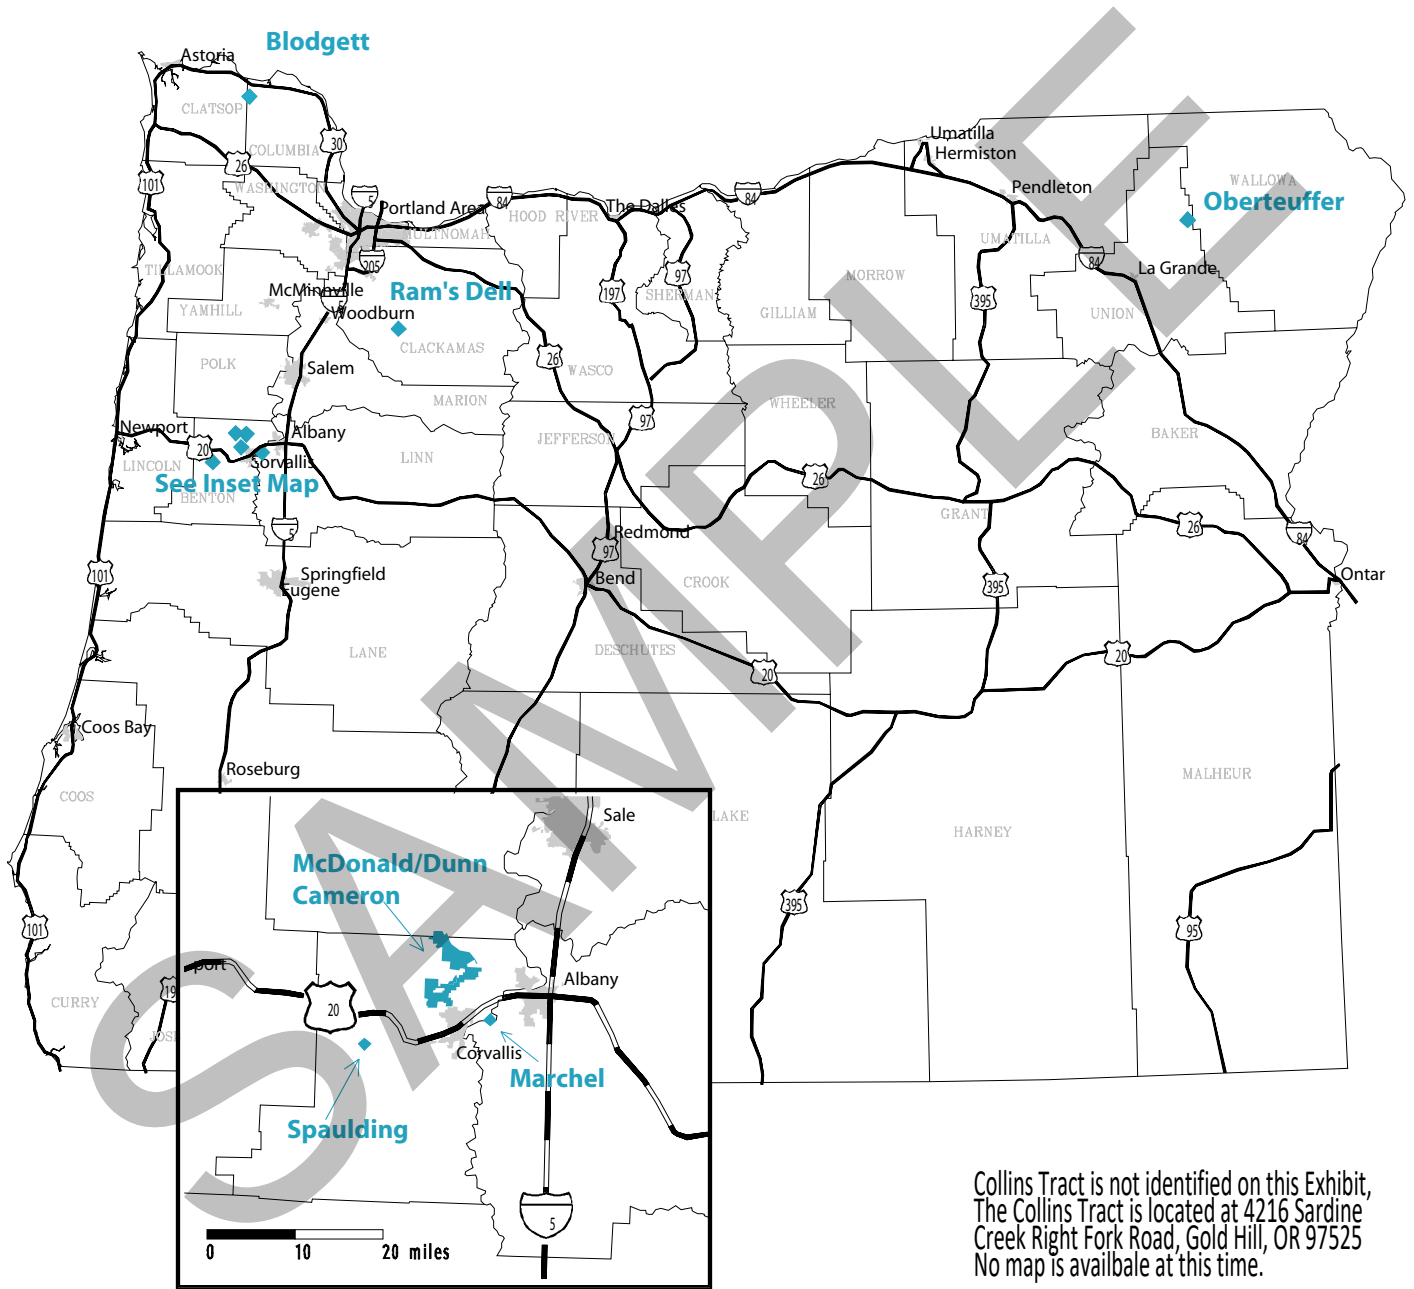 Blodgett
Astoria
CLATSOP
COLUMBIA
30
26
101
WASHINGTON
5
Portland Area
84
HOOD RIVER
The Dalles
84
MULTNOMAH
205
Umatilla
Hermiston
Pendleton
WALLOWA
Oberteuffer
UMATILLA
84
La Grande
TILLAMOOK
McMinnville
5
Woodburn
YAMHILL
Ram's Dell
CLACKAMAS
197
97
SHERMAN
GILLIAM
MORROW
395
UNION
POLK
Salem
MARION
26
WASCO
WHEELER
97
JEFFERSON
BAKER
Newport
20
Albany
Corvallis
LINCOLN
LINN
See Inset Map
BENTON
26
GRANT
26
84
5
Redmond
97
Bend
CROOK
395
Ontar
101
Springfield
Eugene
LANE
DESCHUTES
20
20
Coos Bay
Roseburg
COOS
LAKE
HARNEY
MALHEUR
395
95
101
CURRY
19
JOSE
SAMPLE
Sale
McDonald/Dunn
Cameron
port
20
Albany
Corvallis
Marchel
Spaulding
5
0 10 20 miles
Collins Tract is not identified on this Exhibit,
The Collins Tract is located at 4216 Sardine
Creek Right Fork Road, Gold Hill, OR 97525
No map is availbale at this time.